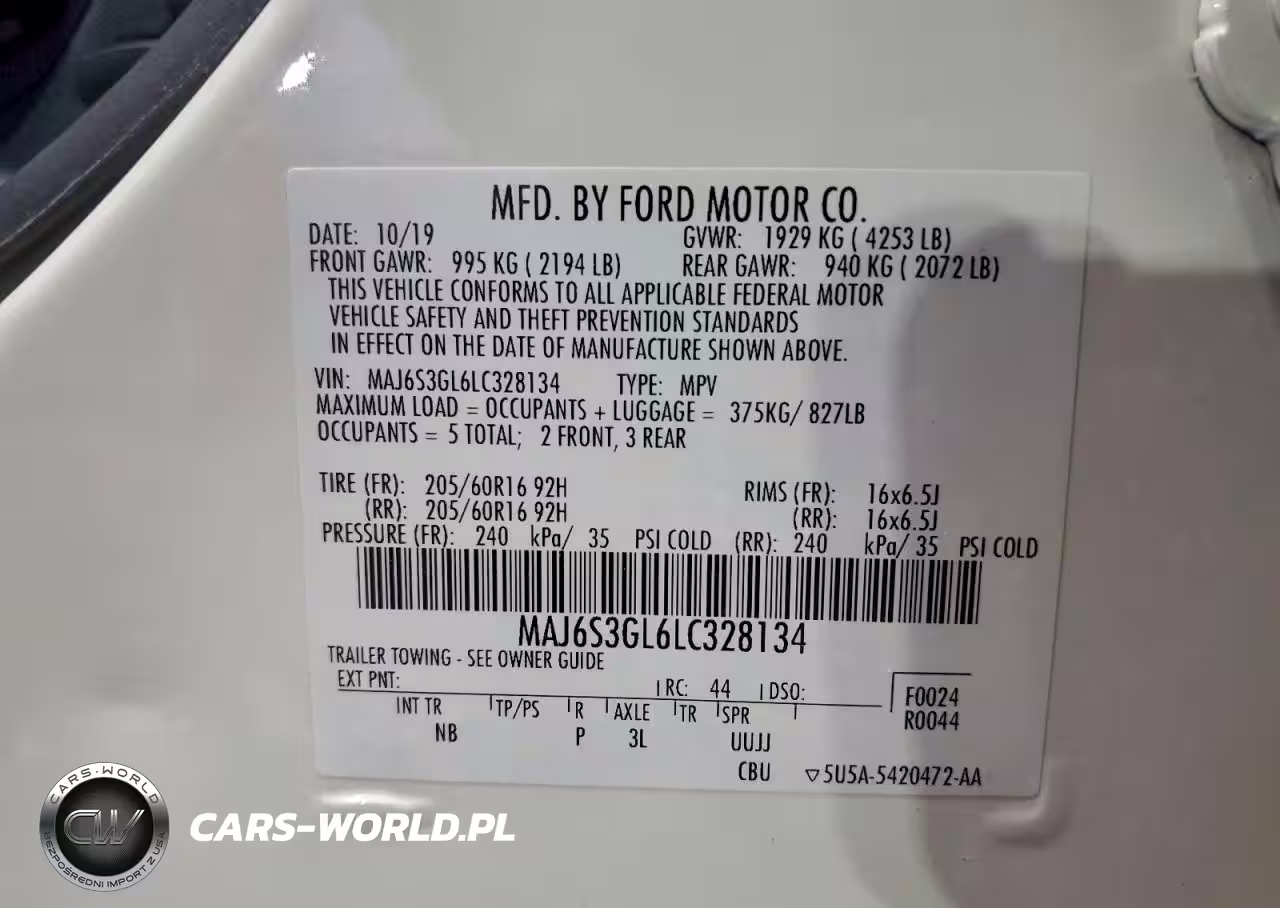 MFD. BY FORD MOTOR CO.
DATE: 10/19 GVWR: 1929 KG ( 4253 LB)
FRONT GAWR: 995 KG ( 2194 LB) REAR GAWR: 940 KG ( 2072 LB)
THIS VEHICLE CONFORMS TO ALL APPLICABLE FEDERAL MOTOR
VEHICLE SAFETY AND THEFT PREVENTION STANDARDS
IN EFFECT ON THE DATE OF MANUFACTURE SHOWN ABOVE.
VIN: MAJ6S3GL6LC328134 TYPE: MPV
MAXIMUM LOAD = OCCUPANTS + LUGGAGE = 375KG/ 827LB
OCCUPANTS = 5 TOTAL; 2 FRONT, 3 REAR
TIRE (FR): 205/60R16 92H RIMS (FR): 16x6.5J
(RR): 205/60R16 92H (RR): 16x6.5J
PRESSURE (FR): 240 kPa/ 35 PSI COLD (RR): 240 kPa/ 35 PSI COLD
MAJ6S3GL6LC328134
TRAILER TOWING - SEE OWNER GUIDE
EXT PNT: RC: 44 DSO: F0024
INT TR TP/PS R AXLE TR SPR R0044
NB P 3L UUJJ
CBU ▽5U5A-5420472-AA
CARS-WORLD
CW
BEZPOŚREDNI IMPORT Z USA
CARS-WORLD.PL